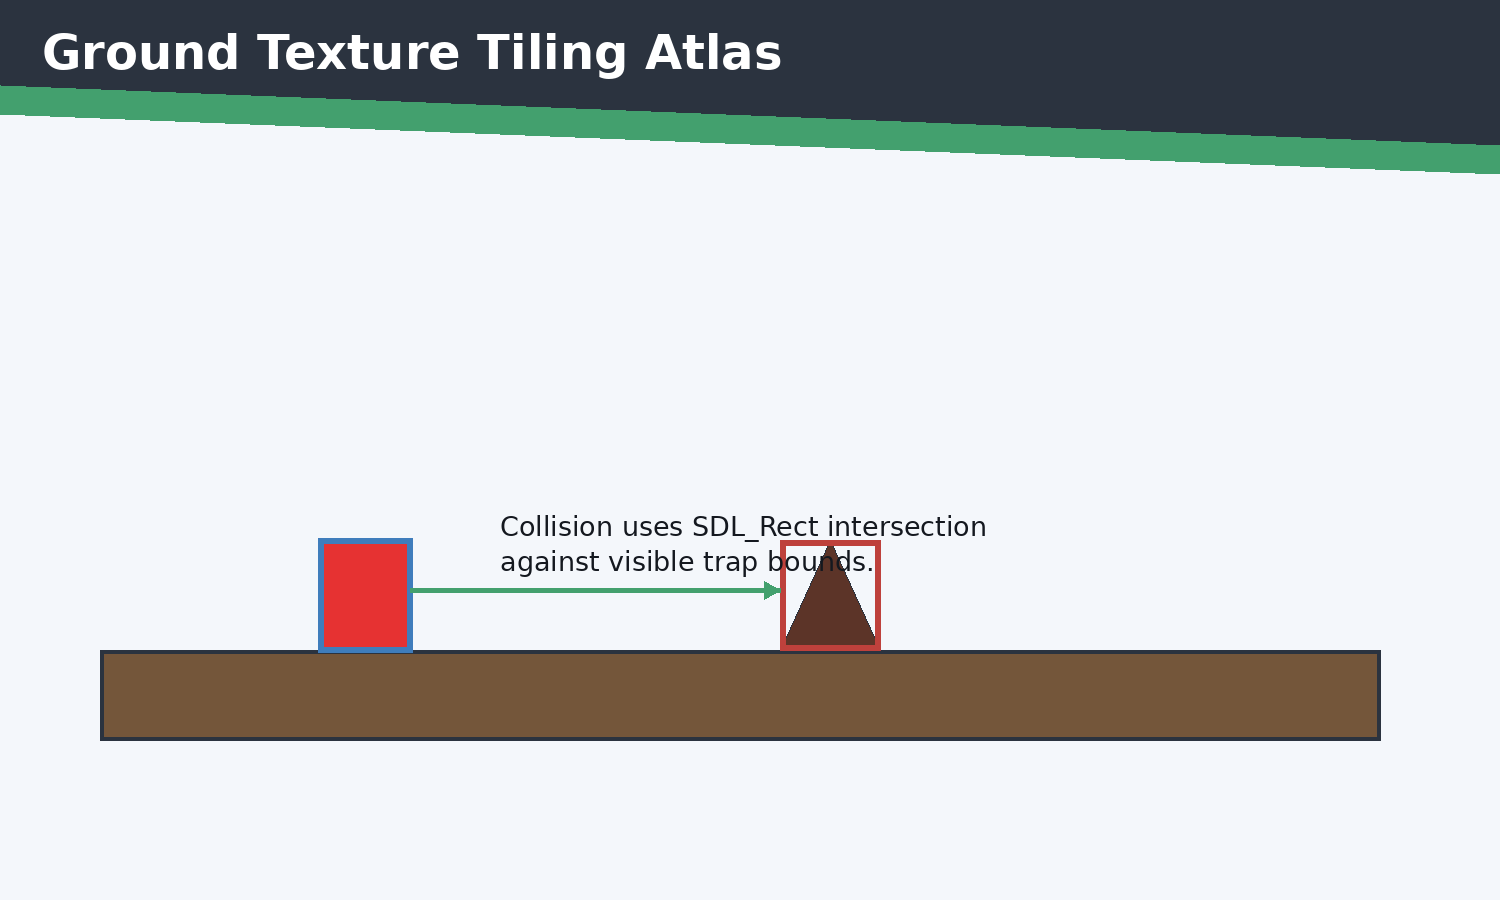 Ground Texture Tiling Atlas
Collision uses SDL_Rect intersection
against visible trap bounds.